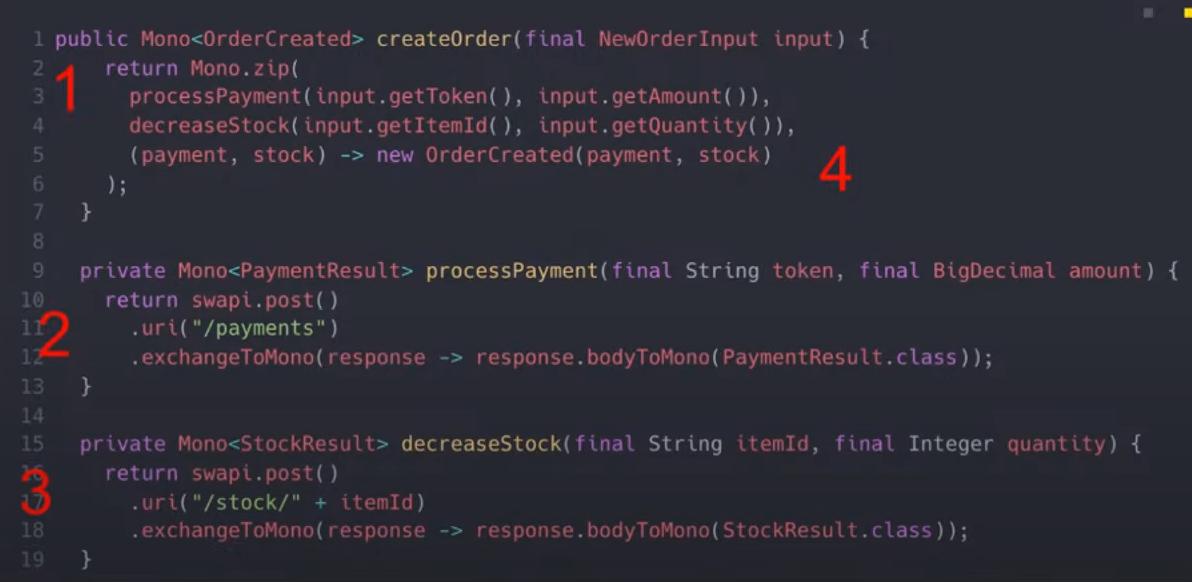 1 public Mono<OrderCreated> createOrder(final NewOrderInput input) {
2 return Mono.zip(
1
3 processPayment(input.getToken(), input.getAmount()),
4 decreaseStock(input.getItemId(), input.getQuantity()),
5 (payment, stock) -> new OrderCreated(payment, stock)
4
6 );
7 }
8
9 private Mono<PaymentResult> processPayment(final String token, final BigDecimal amount) {
10 return swapi.post()
11 .uri("/payments")
2
12 .exchangeToMono(response -> response.bodyToMono(PaymentResult.class));
13 }
14
15 private Mono<StockResult> decreaseStock(final String itemId, final Integer quantity) {
16 return swapi.post()
3
17 .uri("/stock/" + itemId)
18 .exchangeToMono(response -> response.bodyToMono(StockResult.class));
19 }